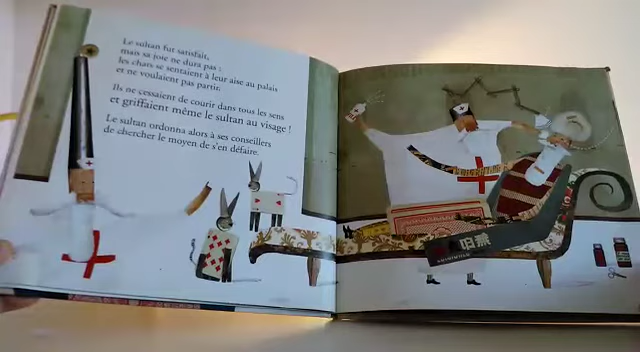 Le sultan fut satisfait,
mais sa joie ne dura pas :
les chats se sentaient à leur aise au palais
et ne voulaient pas partir.
Ils ne cessaient de courir dans tous les sens
et griffaient même le sultan au visage !
Le sultan ordonna alors à ses conseillers
de chercher le moyen de s'en défaire.